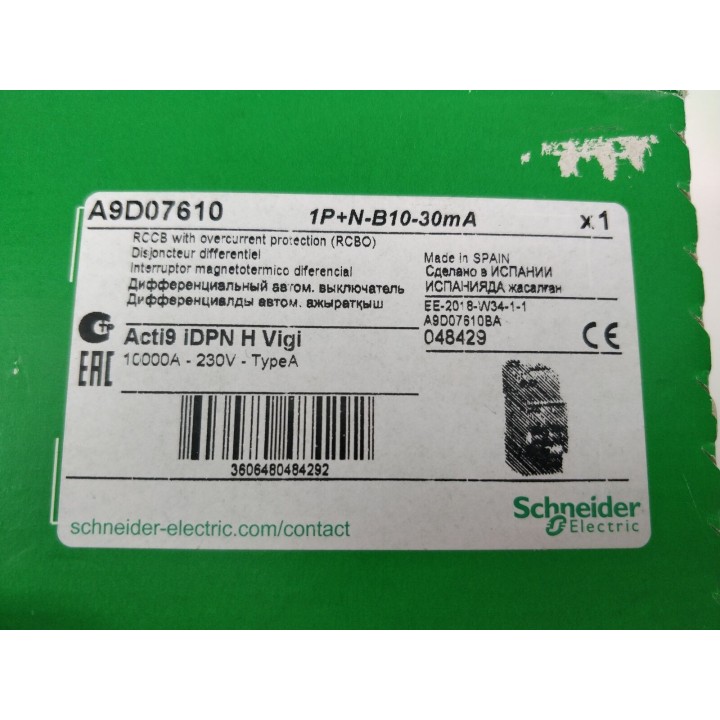 A9D07610 1P+N-B10-30mA x1
RCCB with overcurrent protection (RCBO)
Disjoncteur differentiel
Interruptor magnetotermico diferencial
Дифференциальный автом. выключатель
Дифференциалды автом. ажыратқыш
Made in SPAIN
Сделано в ИСПАНИИ
ИСПАНИЯДА жасалған
EE-2018-W34-1-1
A9D07610BA
048429
CE
EAC
Acti9 iDPN H Vigi
10000A - 230V - TypeA
3606480484292
schneider-electric.com/contact
Schneider
Electric